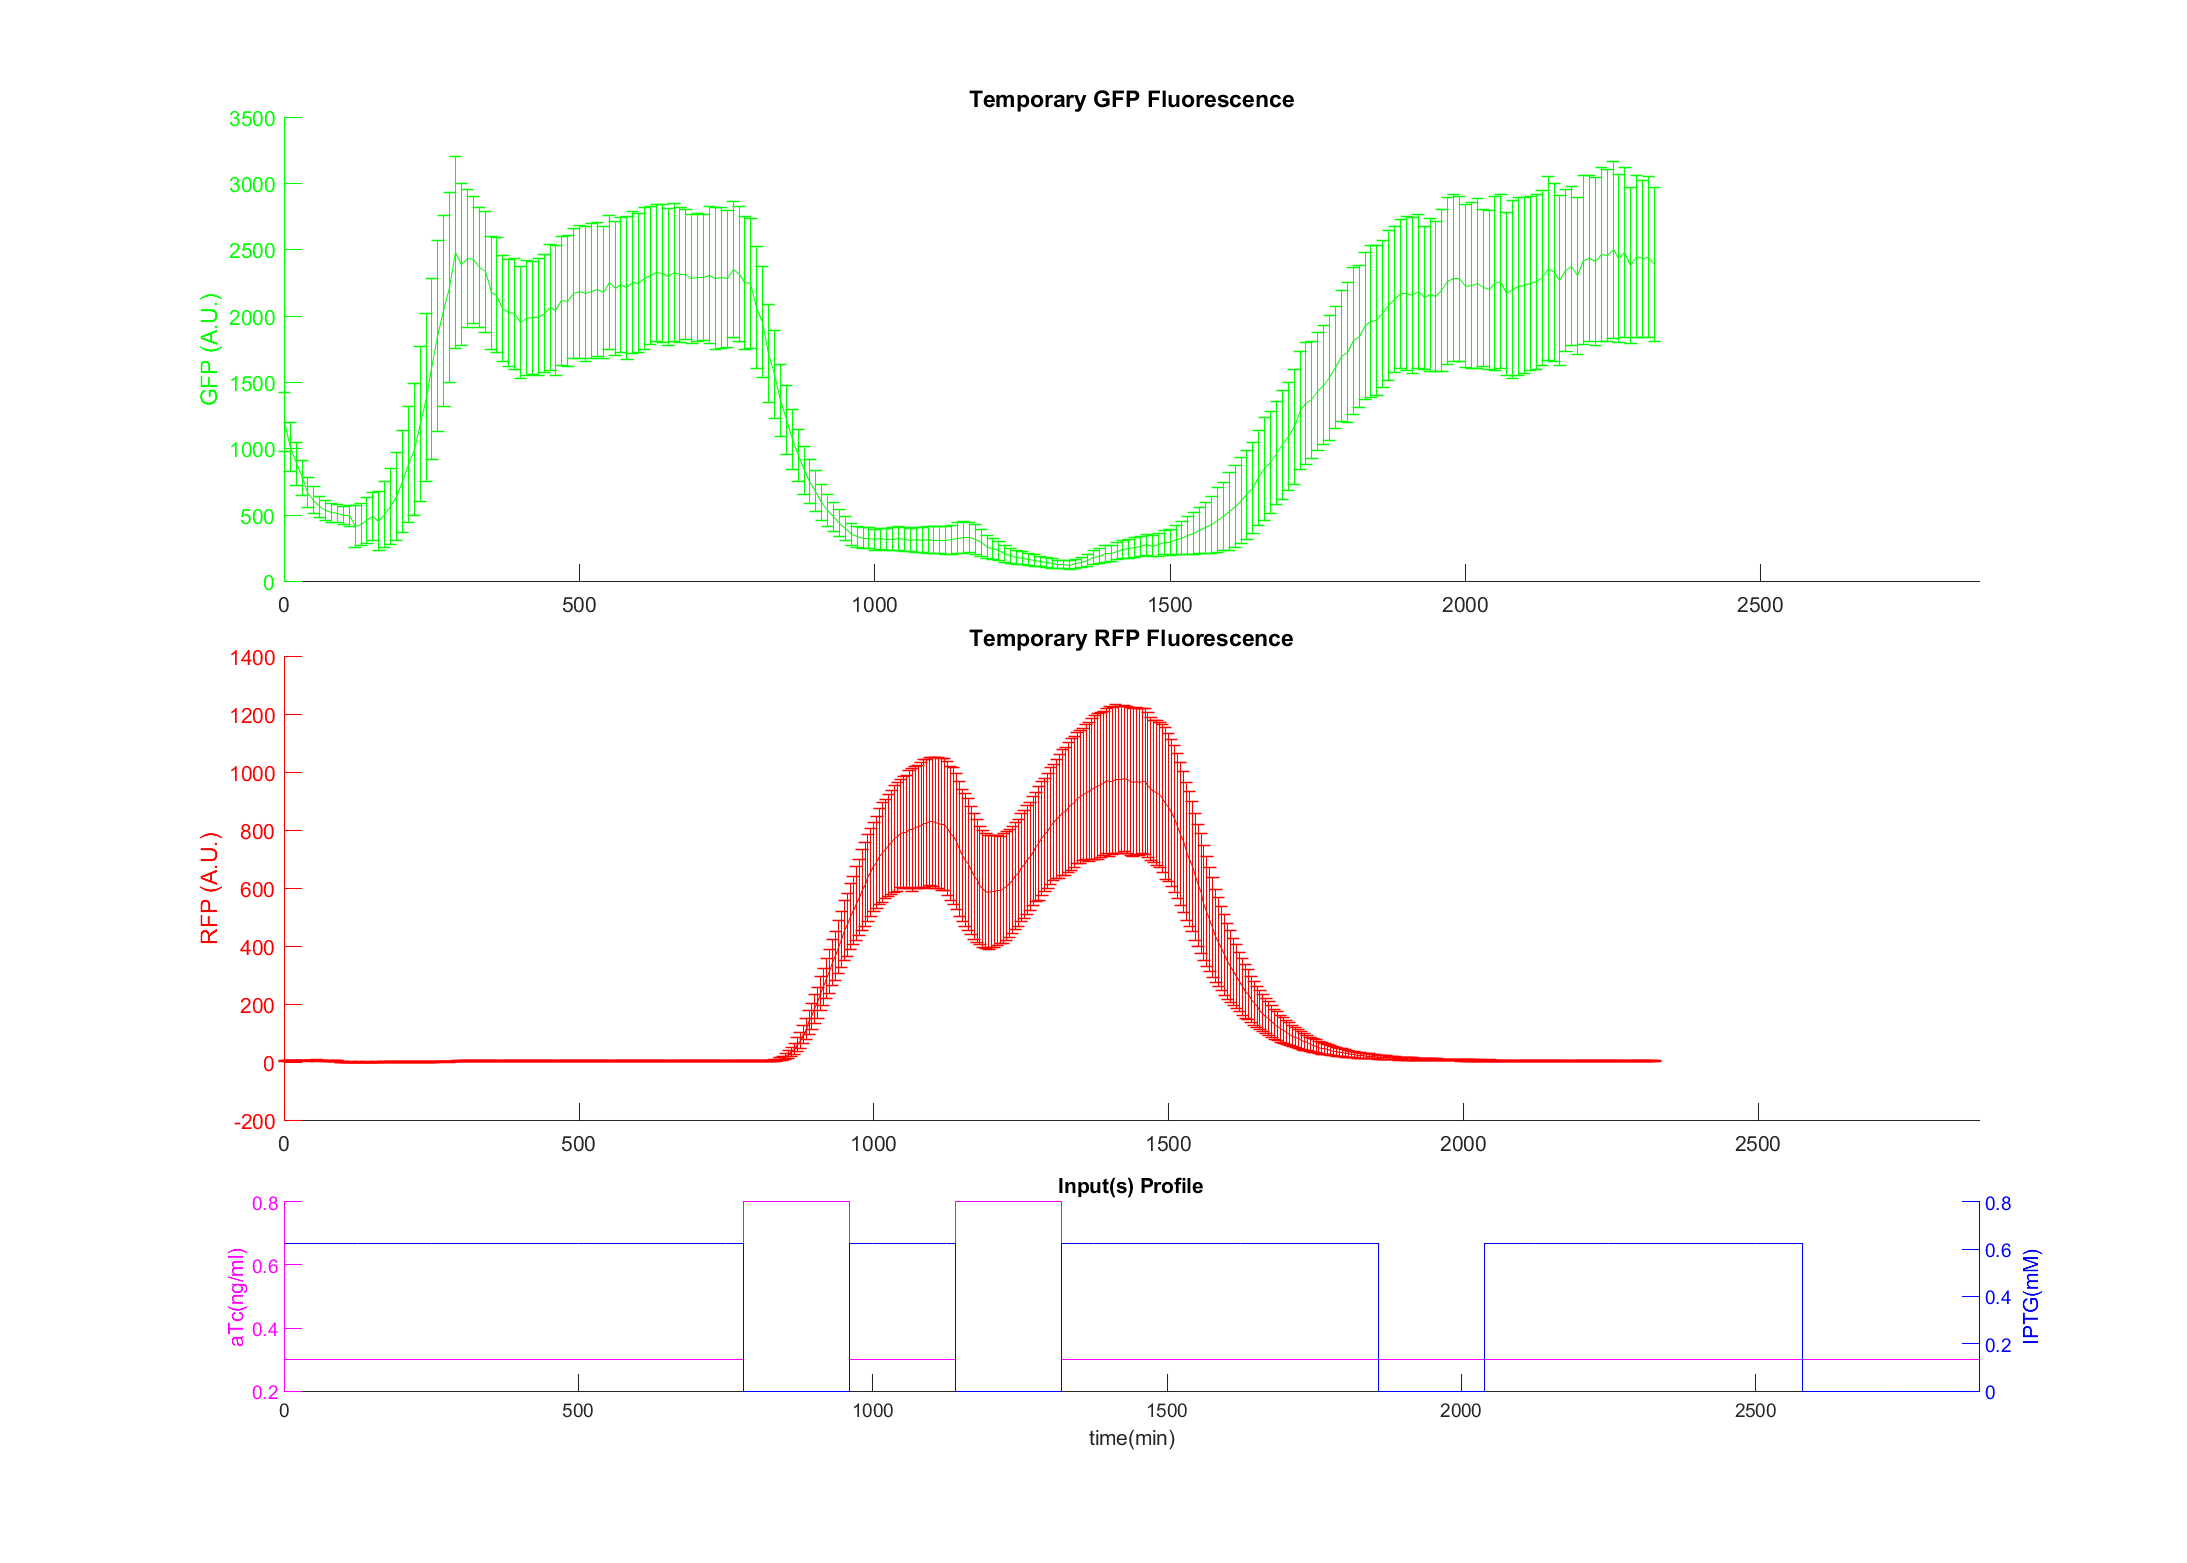 Temporary GFP Fluorescence
3500
3000
2500
2000
1500
1000
500
0
GFP (A.U.)
0 500 1000 1500 2000 2500
Temporary RFP Fluorescence
1400
1200
1000
800
600
400
200
0
-200
RFP (A.U.)
0 500 1000 1500 2000 2500
Input(s) Profile
0.8
0.6
0.4
0.2
aTc(ng/ml)
0.8
0.6
0.4
0.2
0
IPTG(mM)
0 500 1000 1500 2000 2500
time(min)